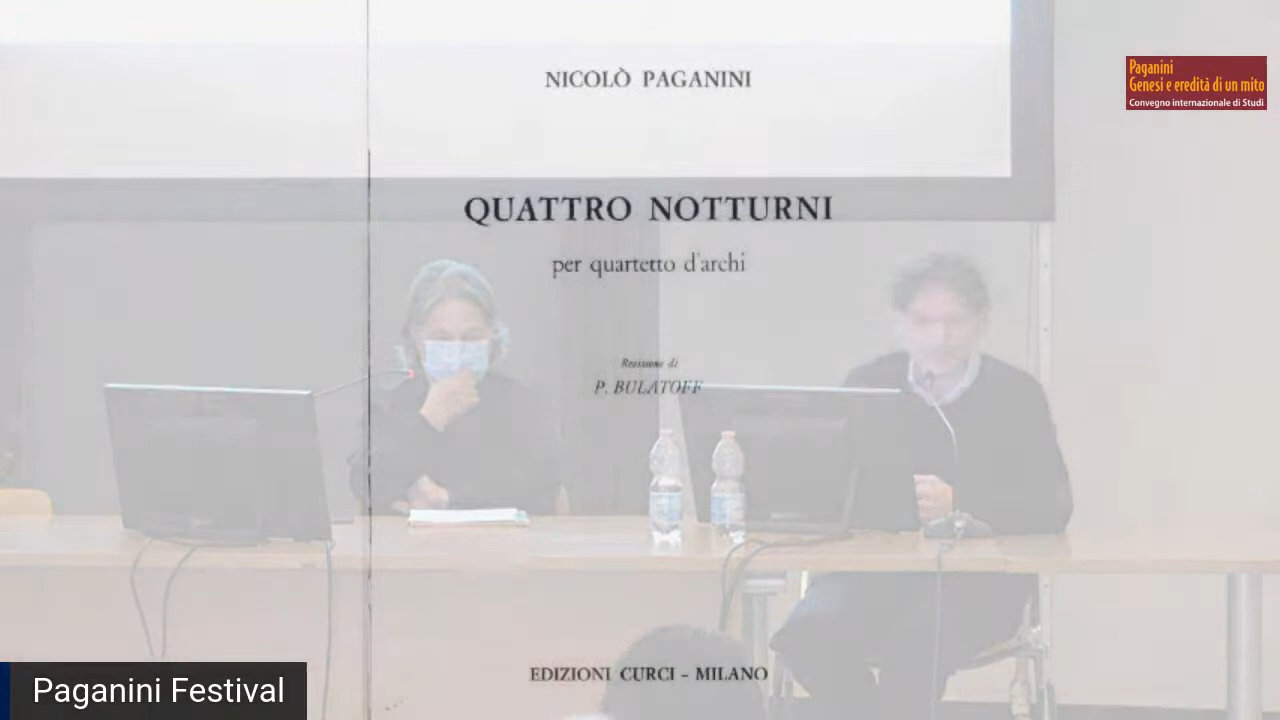 NICOLÒ PAGANINI
Paganini
Genesi e eredità di un mito
Convegno internazionale di Studi
QUATTRO NOTTURNI
per quartetto d'archi
Revisione di
P. BULATOFF
EDIZIONI CURCI – MILANO
Paganini Festival